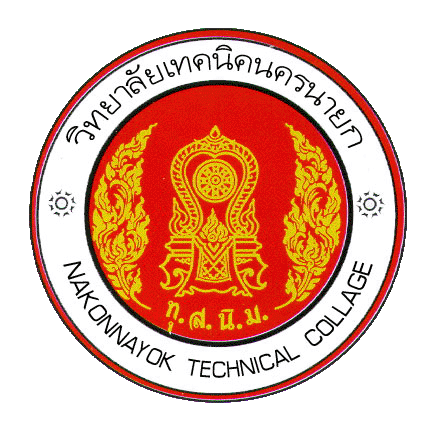 วิทยาลัยเทคนิคนครนายก
ทุ. ส. นิ. ม.
NAKONNAYOK TECHNICAL COLLAGE